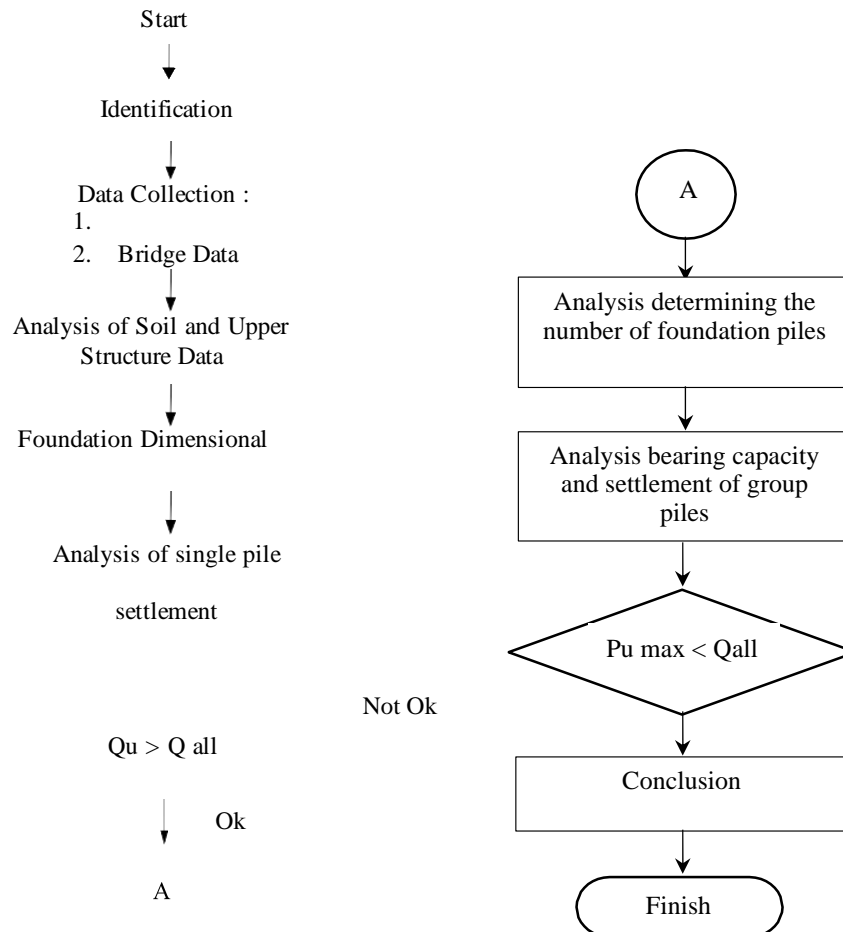 Start
Identification
Data Collection :
1.
2. Bridge Data
Analysis of Soil and Upper
Structure Data
Foundation Dimensional
Analysis of single pile
settlement
Not Ok
Qu > Q all
Ok
A
A
Analysis determining the
number of foundation piles
Analysis bearing capacity
and settlement of group
piles
Pu max < Qall
Conclusion
Finish